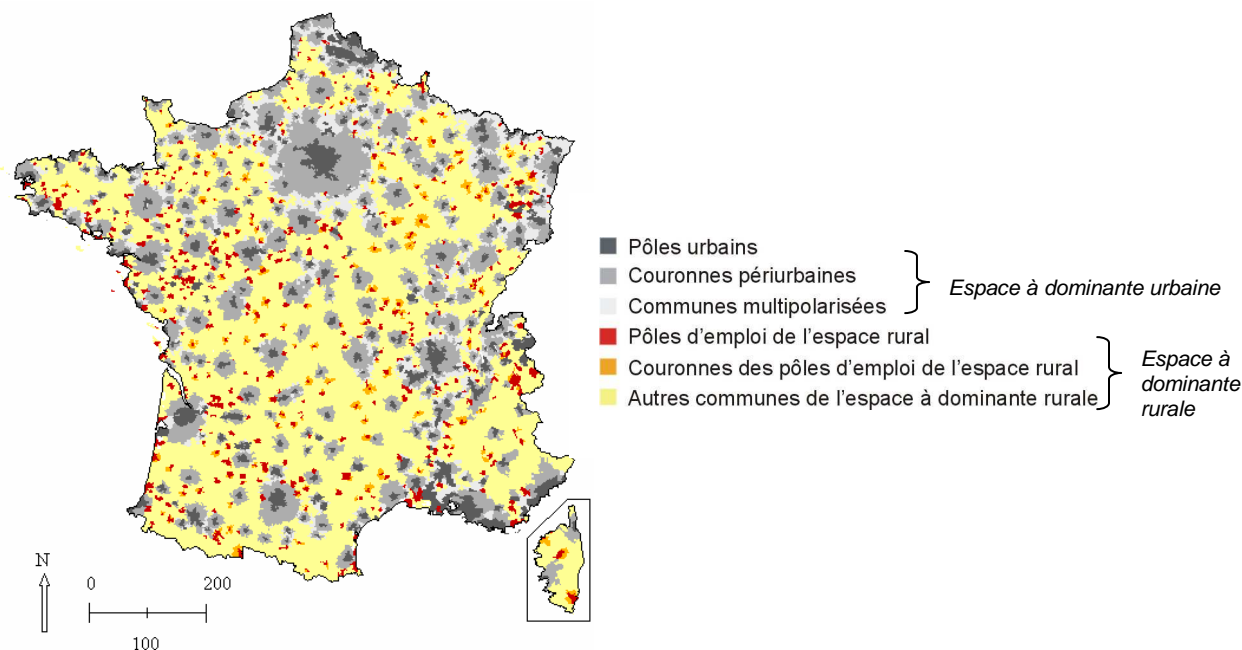 Pôles urbains
Couronnes périurbaines
Communes multipolarisées
Espace à dominante urbaine
Pôles d'emploi de l'espace rural
Couronnes des pôles d'emploi de l'espace rural
Autres communes de l'espace à dominante rurale
Espace à
dominante
rurale
N
0 200
100